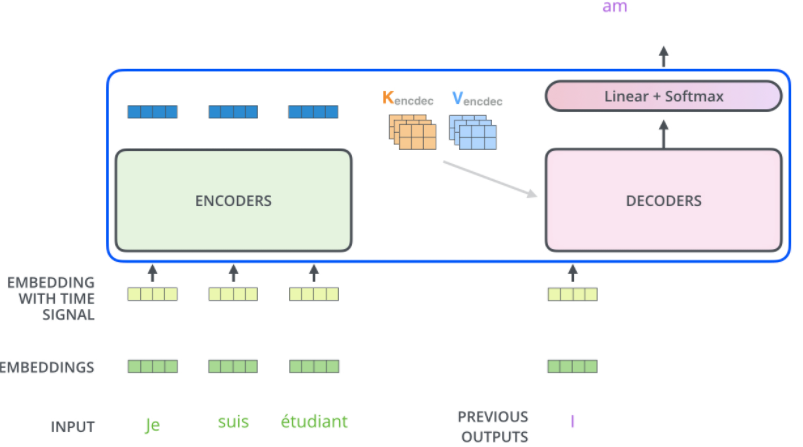 am
Kencdec Vencdec
Linear + Softmax
ENCODERS
DECODERS
EMBEDDING
WITH TIME
SIGNAL
EMBEDDINGS
INPUT
Je suis étudiant
PREVIOUS
OUTPUTS
I